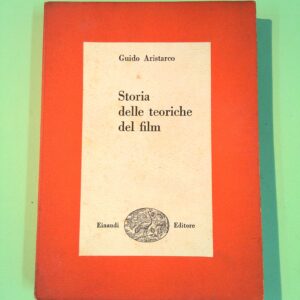 Guido Aristarco
Storia
delle teoriche
del film
Einaudi Editore